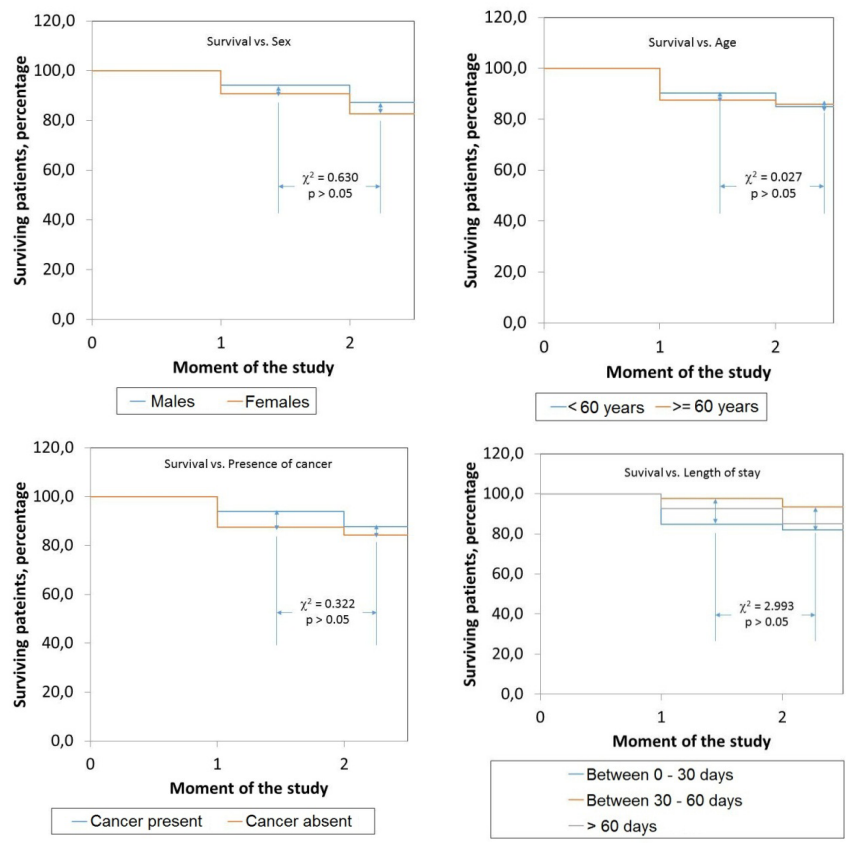 Survival vs. Sex
Surviving patients, percentage
120,0
100,0
80,0
60,0
40,0
20,0
0,0
χ² = 0.630
p > 0.05
0
1
2
Moment of the study
Males
Females
Survival vs. Age
Surviving patients, percentage
120,0
100,0
80,0
60,0
40,0
20,0
0,0
χ² = 0.027
p > 0.05
0
1
2
Moment of the study
< 60 years
>= 60 years
Survival vs. Presence of cancer
Surviving pateints, percentage
120,0
100,0
80,0
60,0
40,0
20,0
0,0
χ² = 0.322
p > 0.05
0
1
2
Moment of the study
Cancer present
Cancer absent
Suvival vs. Length of stay
Surviving patients, percentage
120,0
100,0
80,0
60,0
40,0
20,0
0,0
χ² = 2.993
p > 0.05
0
1
2
Moment of the study
Between 0 - 30 days
Between 30 - 60 days
> 60 days